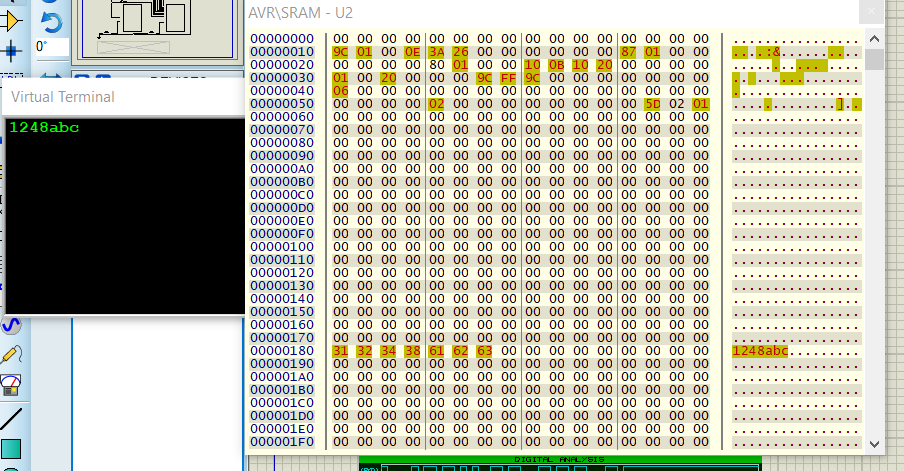 AVR\SRAM - U2
0°
DEVICES
Virtual Terminal
1248abc
00000000 00 00 00 00 00 00 00 00 00 00 00 00 00 00 00 00 ................
00000010 9C 01 00 0E 3A 26 00 00 00 00 00 00 87 01 00 00 ....:&..........
00000020 00 00 00 00 80 01 00 00 10 0B 10 20 00 00 00 00 ........... ....
00000030 01 00 20 00 00 00 9C FF 9C 00 00 00 00 00 00 00 .. .............
00000040 06 00 00 00 00 00 00 00 00 00 00 00 00 00 00 00 ................
00000050 00 00 00 00 02 00 00 00 00 00 00 00 00 5D 02 01 .............]..
00000060 00 00 00 00 00 00 00 00 00 00 00 00 00 00 00 00 ................
00000070 00 00 00 00 00 00 00 00 00 00 00 00 00 00 00 00 ................
00000080 00 00 00 00 00 00 00 00 00 00 00 00 00 00 00 00 ................
00000090 00 00 00 00 00 00 00 00 00 00 00 00 00 00 00 00 ................
000000A0 00 00 00 00 00 00 00 00 00 00 00 00 00 00 00 00 ................
000000B0 00 00 00 00 00 00 00 00 00 00 00 00 00 00 00 00 ................
000000C0 00 00 00 00 00 00 00 00 00 00 00 00 00 00 00 00 ................
000000D0 00 00 00 00 00 00 00 00 00 00 00 00 00 00 00 00 ................
000000E0 00 00 00 00 00 00 00 00 00 00 00 00 00 00 00 00 ................
000000F0 00 00 00 00 00 00 00 00 00 00 00 00 00 00 00 00 ................
00000100 00 00 00 00 00 00 00 00 00 00 00 00 00 00 00 00 ................
00000110 00 00 00 00 00 00 00 00 00 00 00 00 00 00 00 00 ................
00000120 00 00 00 00 00 00 00 00 00 00 00 00 00 00 00 00 ................
00000130 00 00 00 00 00 00 00 00 00 00 00 00 00 00 00 00 ................
00000140 00 00 00 00 00 00 00 00 00 00 00 00 00 00 00 00 ................
00000150 00 00 00 00 00 00 00 00 00 00 00 00 00 00 00 00 ................
00000160 00 00 00 00 00 00 00 00 00 00 00 00 00 00 00 00 ................
00000170 00 00 00 00 00 00 00 00 00 00 00 00 00 00 00 00 ................
00000180 31 32 34 38 61 62 63 00 00 00 00 00 00 00 00 00 1248abc.........
00000190 00 00 00 00 00 00 00 00 00 00 00 00 00 00 00 00 ................
000001A0 00 00 00 00 00 00 00 00 00 00 00 00 00 00 00 00 ................
000001B0 00 00 00 00 00 00 00 00 00 00 00 00 00 00 00 00 ................
000001C0 00 00 00 00 00 00 00 00 00 00 00 00 00 00 00 00 ................
000001D0 00 00 00 00 00 00 00 00 00 00 00 00 00 00 00 00 ................
000001E0 00 00 00 00 00 00 00 00 00 00 00 00 00 00 00 00 ................
000001F0 00 00 00 00 00 00 00 00 00 00 00 00 00 00 00 00 ................
DIGITAL ANALYSIS